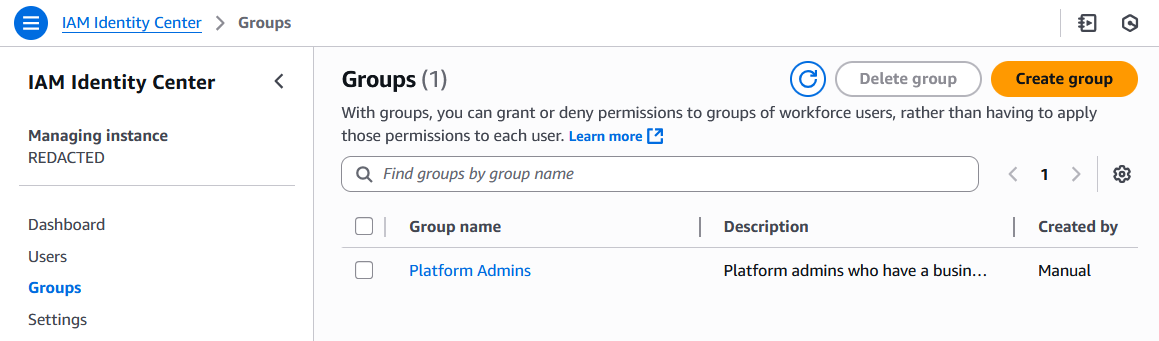 IAM Identity Center > Groups
IAM Identity Center
Managing instance
REDACTED
Dashboard
Users
Groups
Settings
Groups (1)
Delete group
Create group
With groups, you can grant or deny permissions to groups of workforce users, rather than having to apply
those permissions to each user. Learn more
Find groups by group name
1
Group name
Description
Created by
Platform Admins
Platform admins who have a busin...
Manual